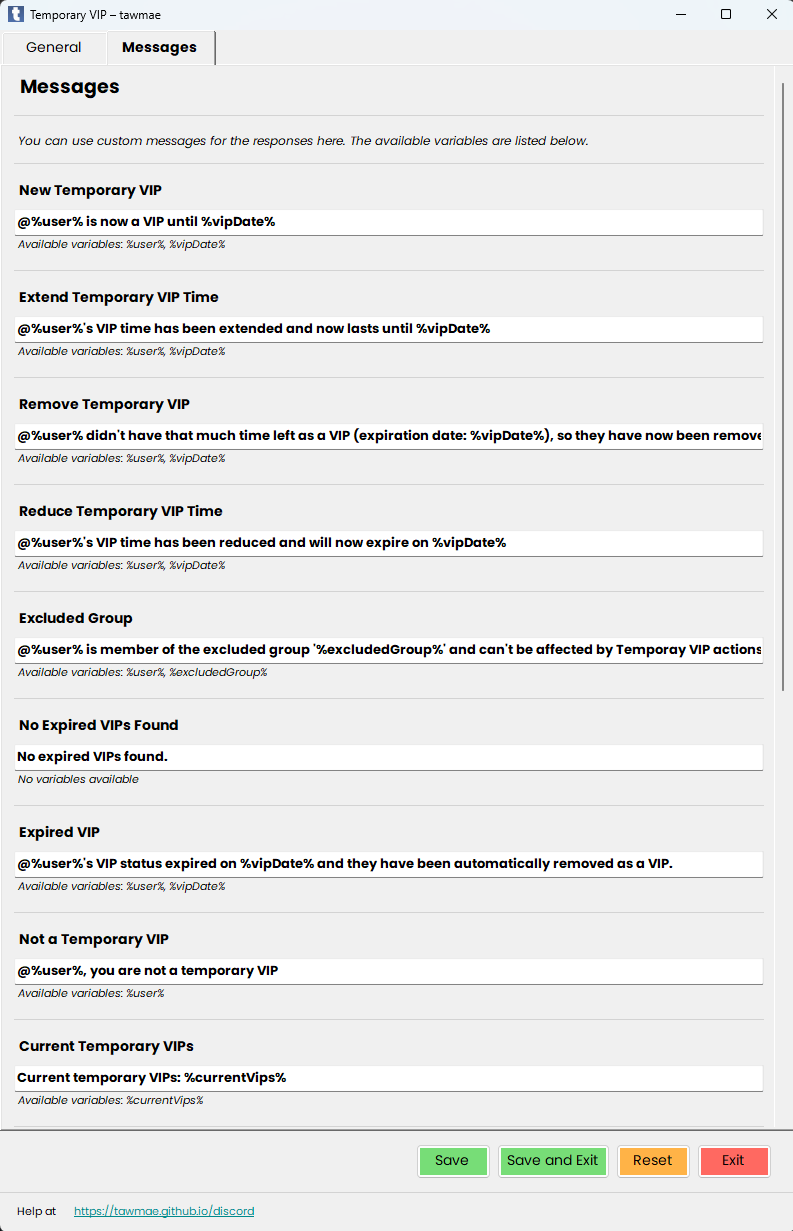 Temporary VIP – tawmae
General Messages
Messages
You can use custom messages for the responses here. The available variables are listed below.
New Temporary VIP
@%user% is now a VIP until %vipDate%
Available variables: %user%, %vipDate%
Extend Temporary VIP Time
@%user%'s VIP time has been extended and now lasts until %vipDate%
Available variables: %user%, %vipDate%
Remove Temporary VIP
@%user% didn't have that much time left as a VIP (expiration date: %vipDate%), so they have now been remove
Available variables: %user%, %vipDate%
Reduce Temporary VIP Time
@%user%'s VIP time has been reduced and will now expire on %vipDate%
Available variables: %user%, %vipDate%
Excluded Group
@%user% is member of the excluded group '%excludedGroup%' and can't be affected by Temporay VIP actions
Available variables: %user%, %excludedGroup%
No Expired VIPs Found
No expired VIPs found.
No variables available
Expired VIP
@%user%'s VIP status expired on %vipDate% and they have been automatically removed as a VIP.
Available variables: %user%, %vipDate%
Not a Temporary VIP
@%user%, you are not a temporary VIP
Available variables: %user%
Current Temporary VIPs
Current temporary VIPs: %currentVips%
Available variables: %currentVips%
Save Save and Exit Reset Exit
Help at https://tawmae.github.io/discord